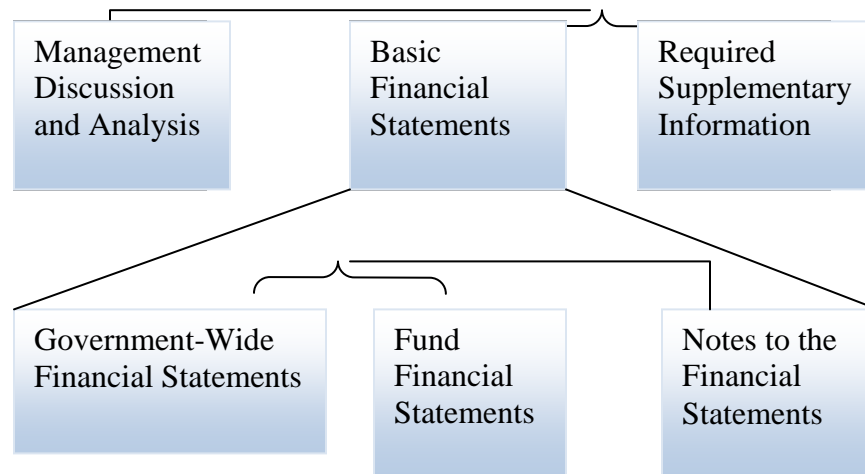 Management
Discussion
and Analysis
Basic
Financial
Statements
Required
Supplementary
Information
Government-Wide
Financial Statements
Fund
Financial
Statements
Notes to the
Financial
Statements